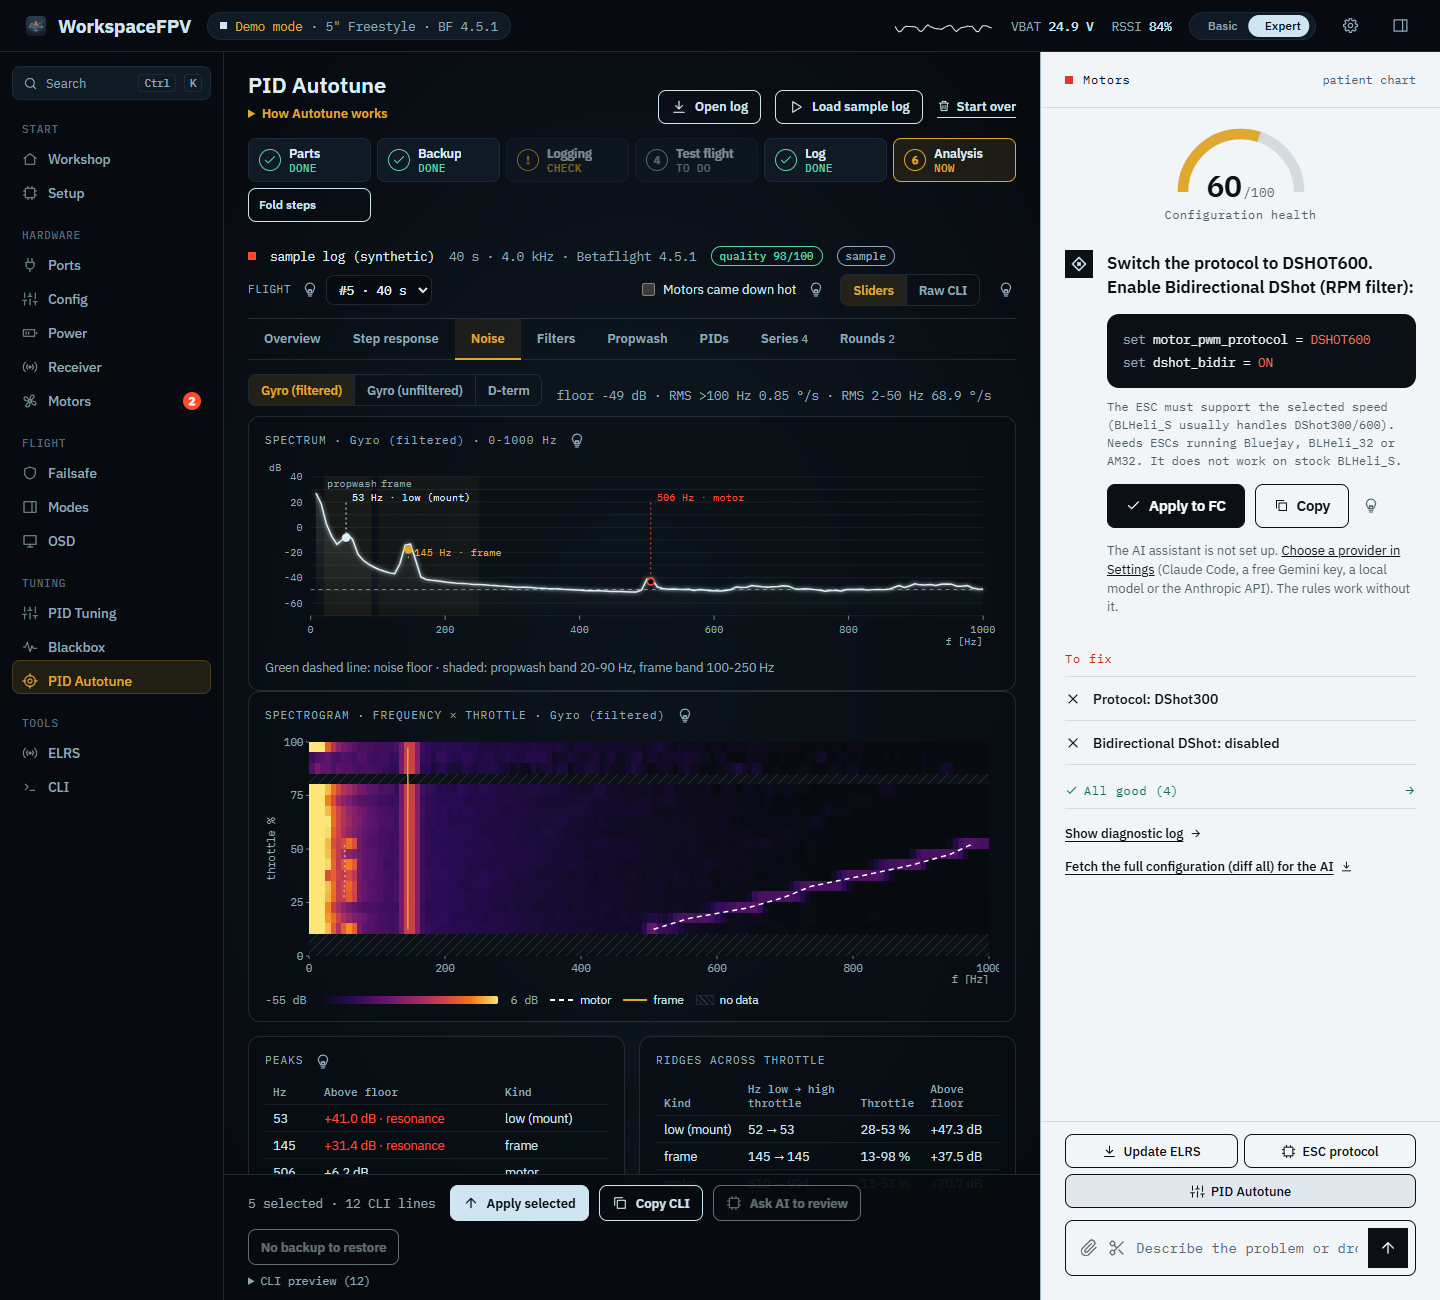 WorkspaceFPV
Demo mode · 5" Freestyle · BF 4.5.1
VBAT 24.9 V
RSSI 84%
Basic
Expert
Search
Ctrl
K
START
Workshop
Setup
HARDWARE
Ports
Config
Power
Receiver
Motors
2
FLIGHT
Failsafe
Modes
OSD
TUNING
PID Tuning
Blackbox
PID Autotune
TOOLS
ELRS
CLI
PID Autotune
How Autotune works
Open log
Load sample log
Start over
Parts
DONE
Backup
DONE
!
Logging
CHECK
4
Test flight
TO DO
Log
DONE
6
Analysis
NOW
Fold steps
sample log (synthetic) 40 s · 4.0 kHz · Betaflight 4.5.1
quality 98/100
sample
FLIGHT
#5 · 40 s
Motors came down hot
Sliders
Raw CLI
Overview
Step response
Noise
Filters
Propwash
PIDs
Series 4
Rounds 2
Gyro (filtered)
Gyro (unfiltered)
D-term
floor -49 dB · RMS >100 Hz 0.85 °/s · RMS 2-50 Hz 68.9 °/s
SPECTRUM · Gyro (filtered) · 0-1000 Hz
dB
40
20
0
-20
-40
-60
propwash frame
53 Hz · low (mount)
145 Hz · frame
506 Hz · motor
0
200
400
600
800
1000
f [Hz]
Green dashed line: noise floor · shaded: propwash band 20-90 Hz, frame band 100-250 Hz
SPECTROGRAM · FREQUENCY × THROTTLE · Gyro (filtered)
throttle %
100
75
50
25
0
0
200
400
600
800
1000
f [Hz]
-55 dB
6 dB
motor
frame
no data
PEAKS
Hz Above floor Kind
53 +41.0 dB · resonance low (mount)
145 +31.4 dB · resonance frame
506 +6.2 dB motor
RIDGES ACROSS THROTTLE
Kind Hz low → high throttle Throttle Above floor
low (mount) 52 → 53 28-53 % +47.3 dB
frame 145 → 145 13-98 % +37.5 dB
motor 510 → 994 13-53 % +20.7 dB
5 selected · 12 CLI lines
Apply selected
Copy CLI
Ask AI to review
No backup to restore
CLI preview (12)
Motors
patient chart
60/100
Configuration health
Switch the protocol to DSHOT600.
Enable Bidirectional DShot (RPM filter):
set motor_pwm_protocol = DSHOT600
set dshot_bidir = ON
The ESC must support the selected speed
(BLHeli_S usually handles DShot300/600).
Needs ESCs running Bluejay, BLHeli_32 or
AM32. It does not work on stock BLHeli_S.
Apply to FC
Copy
The AI assistant is not set up. Choose a provider in
Settings (Claude Code, a free Gemini key, a local
model or the Anthropic API). The rules work without
it.
To fix
Protocol: DShot300
Bidirectional DShot: disabled
All good (4)
Show diagnostic log →
Fetch the full configuration (diff all) for the AI
Update ELRS
ESC protocol
PID Autotune
Describe the problem or dro